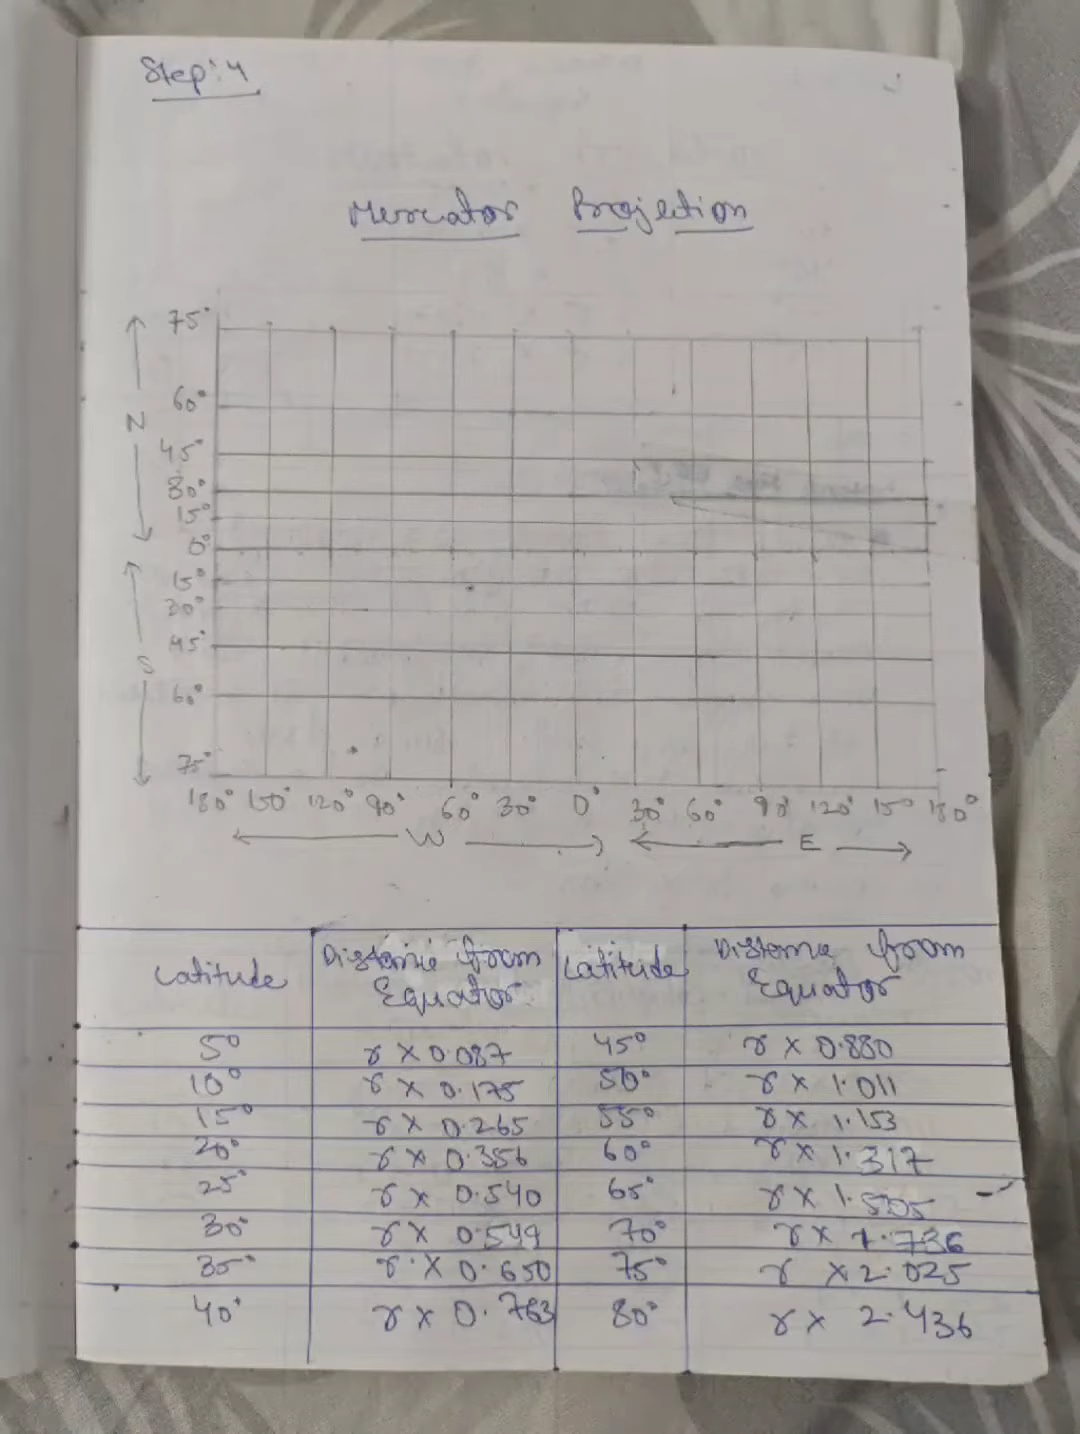 Step:4
Mercator Projection
75°
60°
45°
30°
15°
0°
15°
30°
45°
60°
75°
N
S
180° 150° 120° 90° 60° 30° 0° 30° 60° 90° 120° 150° 180°
W E
Latitude Distance from Equator Latitude Distance from Equator
5° r × 0.087 45° r × 0.880
10° r × 0.175 50° r × 1.011
15° r × 0.265 55° r × 1.153
20° r × 0.356 60° r × 1.317
25° r × 0.540 65° r × 1.505
30° r × 0.549 70° r × 1.736
35° r × 0.650 75° r × 2.025
40° r × 0.763 80° r × 2.436